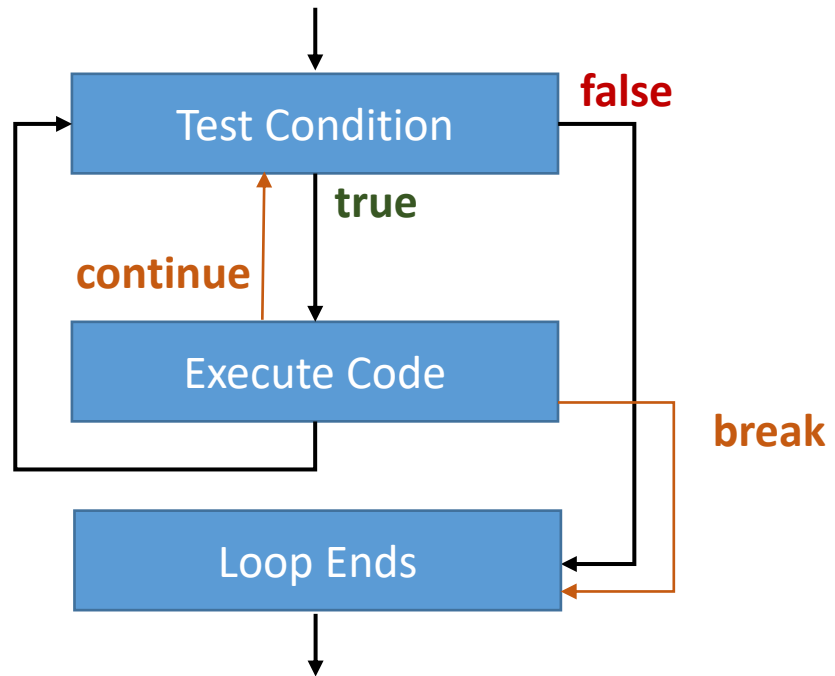 Test Condition
false
true
continue
Execute Code
break
Loop Ends